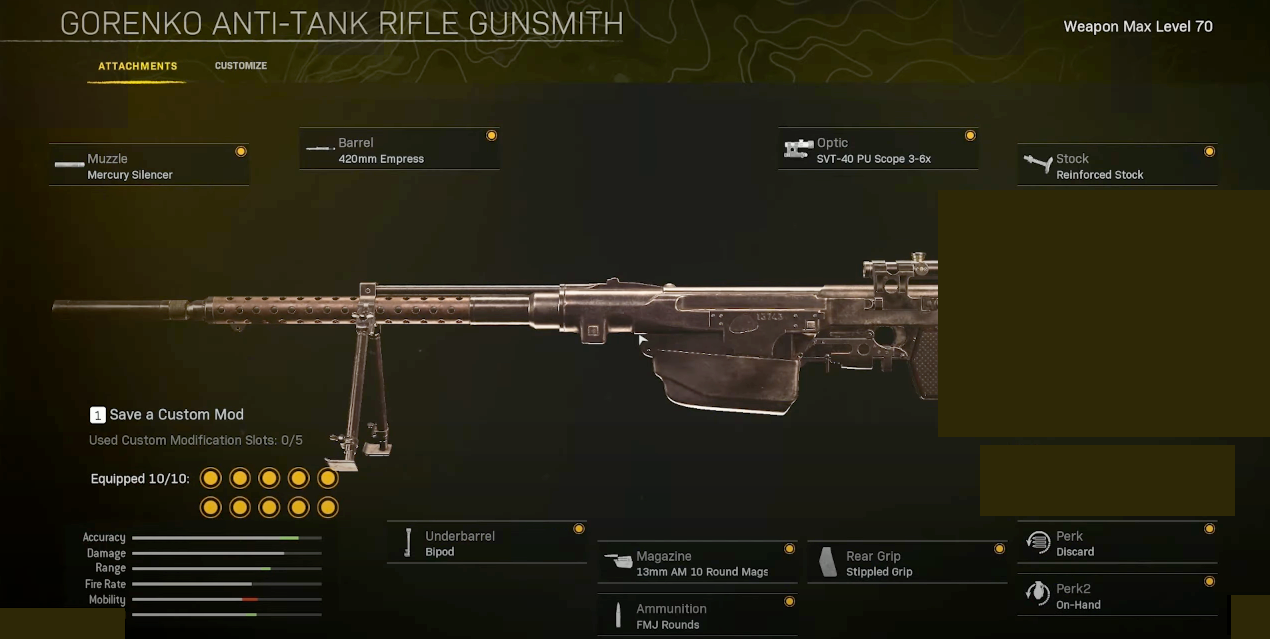 GORENKO ANTI-TANK RIFLE GUNSMITH
Weapon Max Level 70
ATTACHMENTS
CUSTOMIZE
Muzzle
Mercury Silencer
Barrel
420mm Empress
Optic
SVT-40 PU Scope 3-6x
Stock
Reinforced Stock
13743
1 Save a Custom Mod
Used Custom Modification Slots: 0/5
Equipped 10/10:
Accuracy
Damage
Range
Fire Rate
Mobility
Underbarrel
Bipod
Magazine
13mm AM 10 Round Mags
Ammunition
FMJ Rounds
Rear Grip
Stippled Grip
Perk
Discard
Perk2
On-Hand